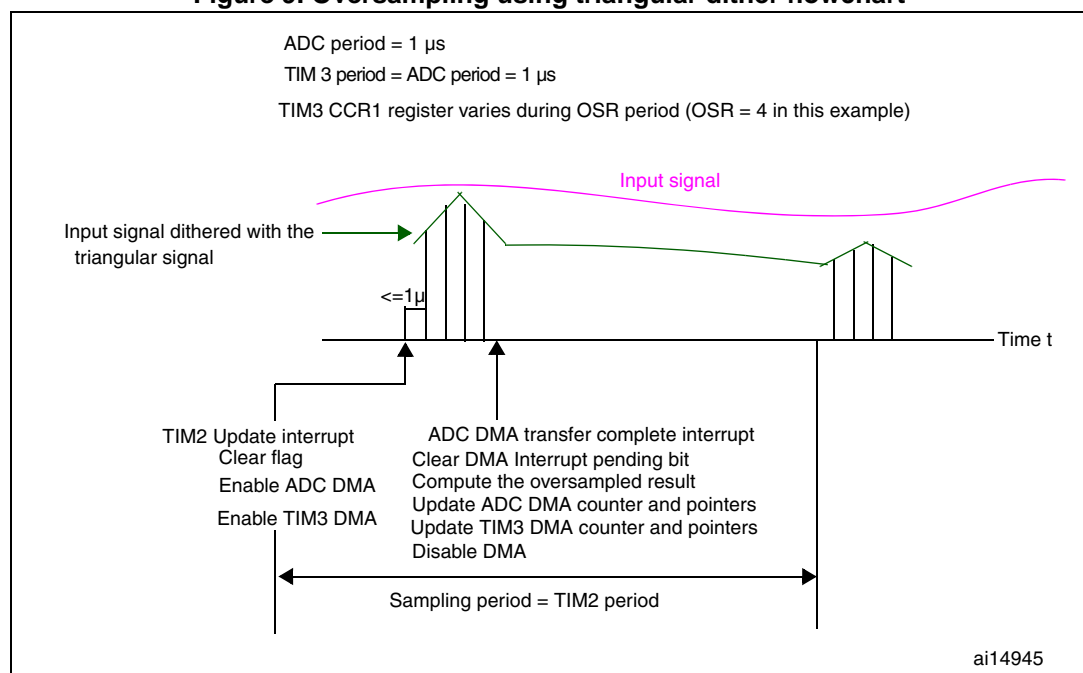 Figure 9. Oversampling using triangular dither flowchart
ADC period = 1 µs
TIM 3 period = ADC period = 1 µs
TIM3 CCR1 register varies during OSR period (OSR = 4 in this example)
Input signal
Input signal dithered with the
triangular signal
<=1µ
Time t
TIM2 Update interrupt
Clear flag
Enable ADC DMA
Enable TIM3 DMA
ADC DMA transfer complete interrupt
Clear DMA Interrupt pending bit
Compute the oversampled result
Update ADC DMA counter and pointers
Update TIM3 DMA counter and pointers
Disable DMA
Sampling period = TIM2 period
ai14945